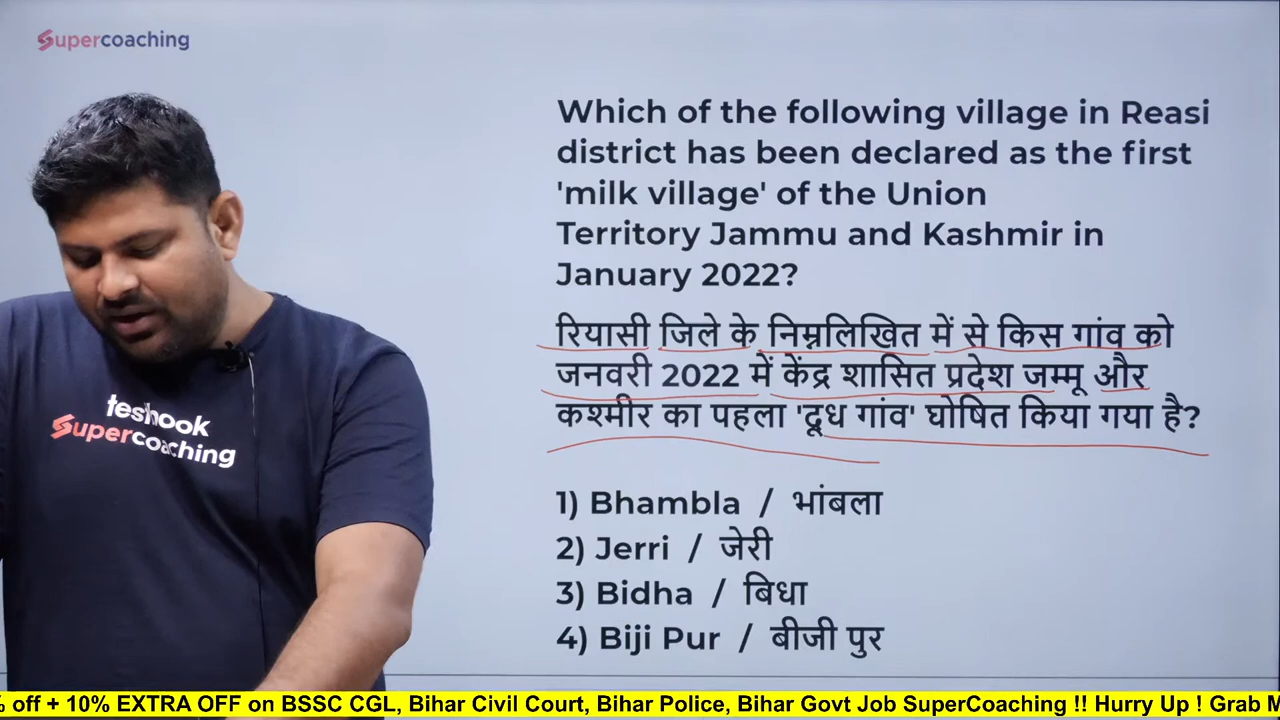 Supercoaching
Which of the following village in Reasi
district has been declared as the first
'milk village' of the Union
Territory Jammu and Kashmir in
January 2022?
रियासी जिले के निम्नलिखित में से किस गांव को
जनवरी 2022 में केंद्र शासित प्रदेश जम्मू और
कश्मीर का पहला 'दूध गांव' घोषित किया गया है?
1) Bhambla / भांबला
2) Jerri / जेरी
3) Bidha / बिधा
4) Biji Pur / बीजी पुर
testbook
Supercoaching
% off + 10% EXTRA OFF on BSSC CGL, Bihar Civil Court, Bihar Police, Bihar Govt Job SuperCoaching !! Hurry Up ! Grab M